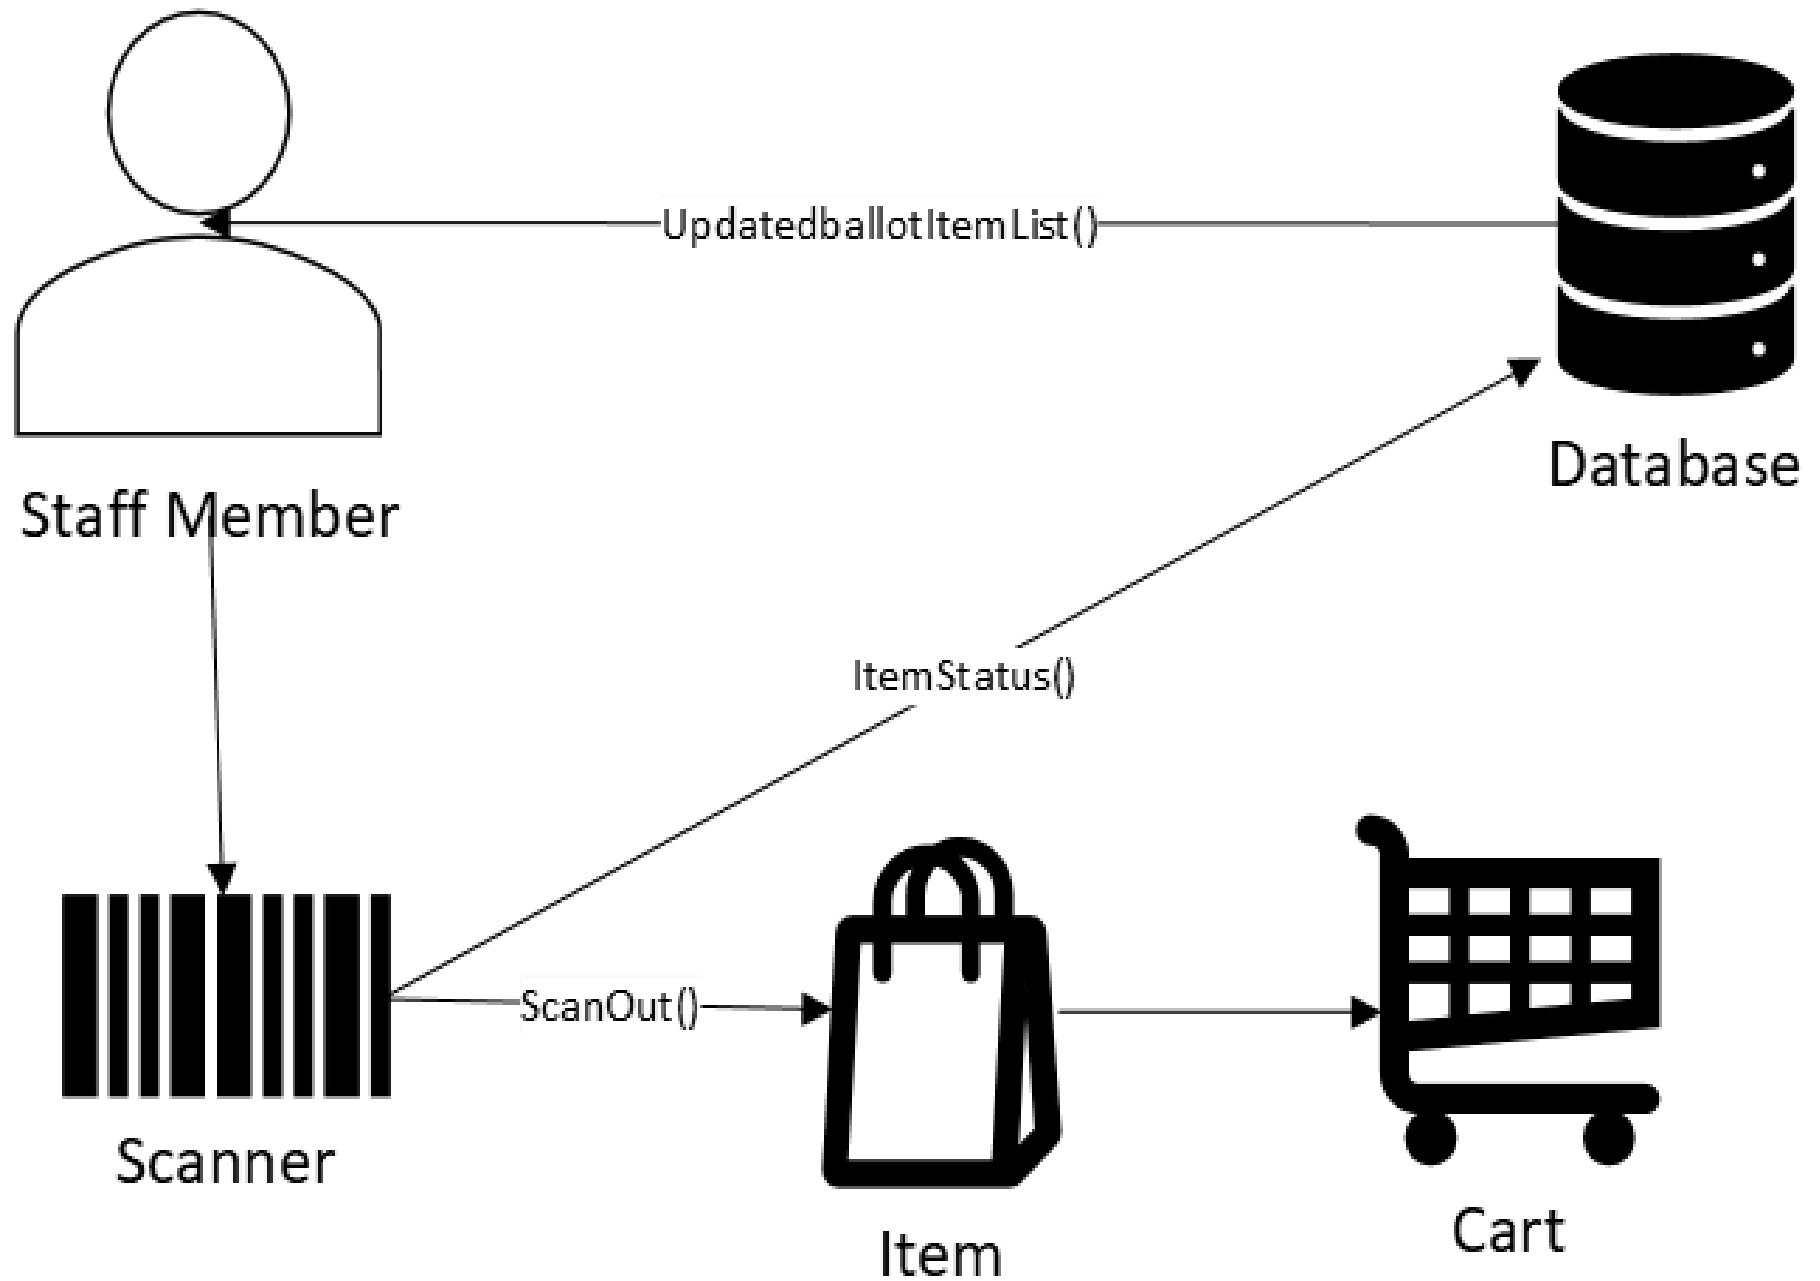 UpdatedballotItemList()
Database
Staff Member
ItemStatus()
ScanOut()
Scanner
Item
Cart